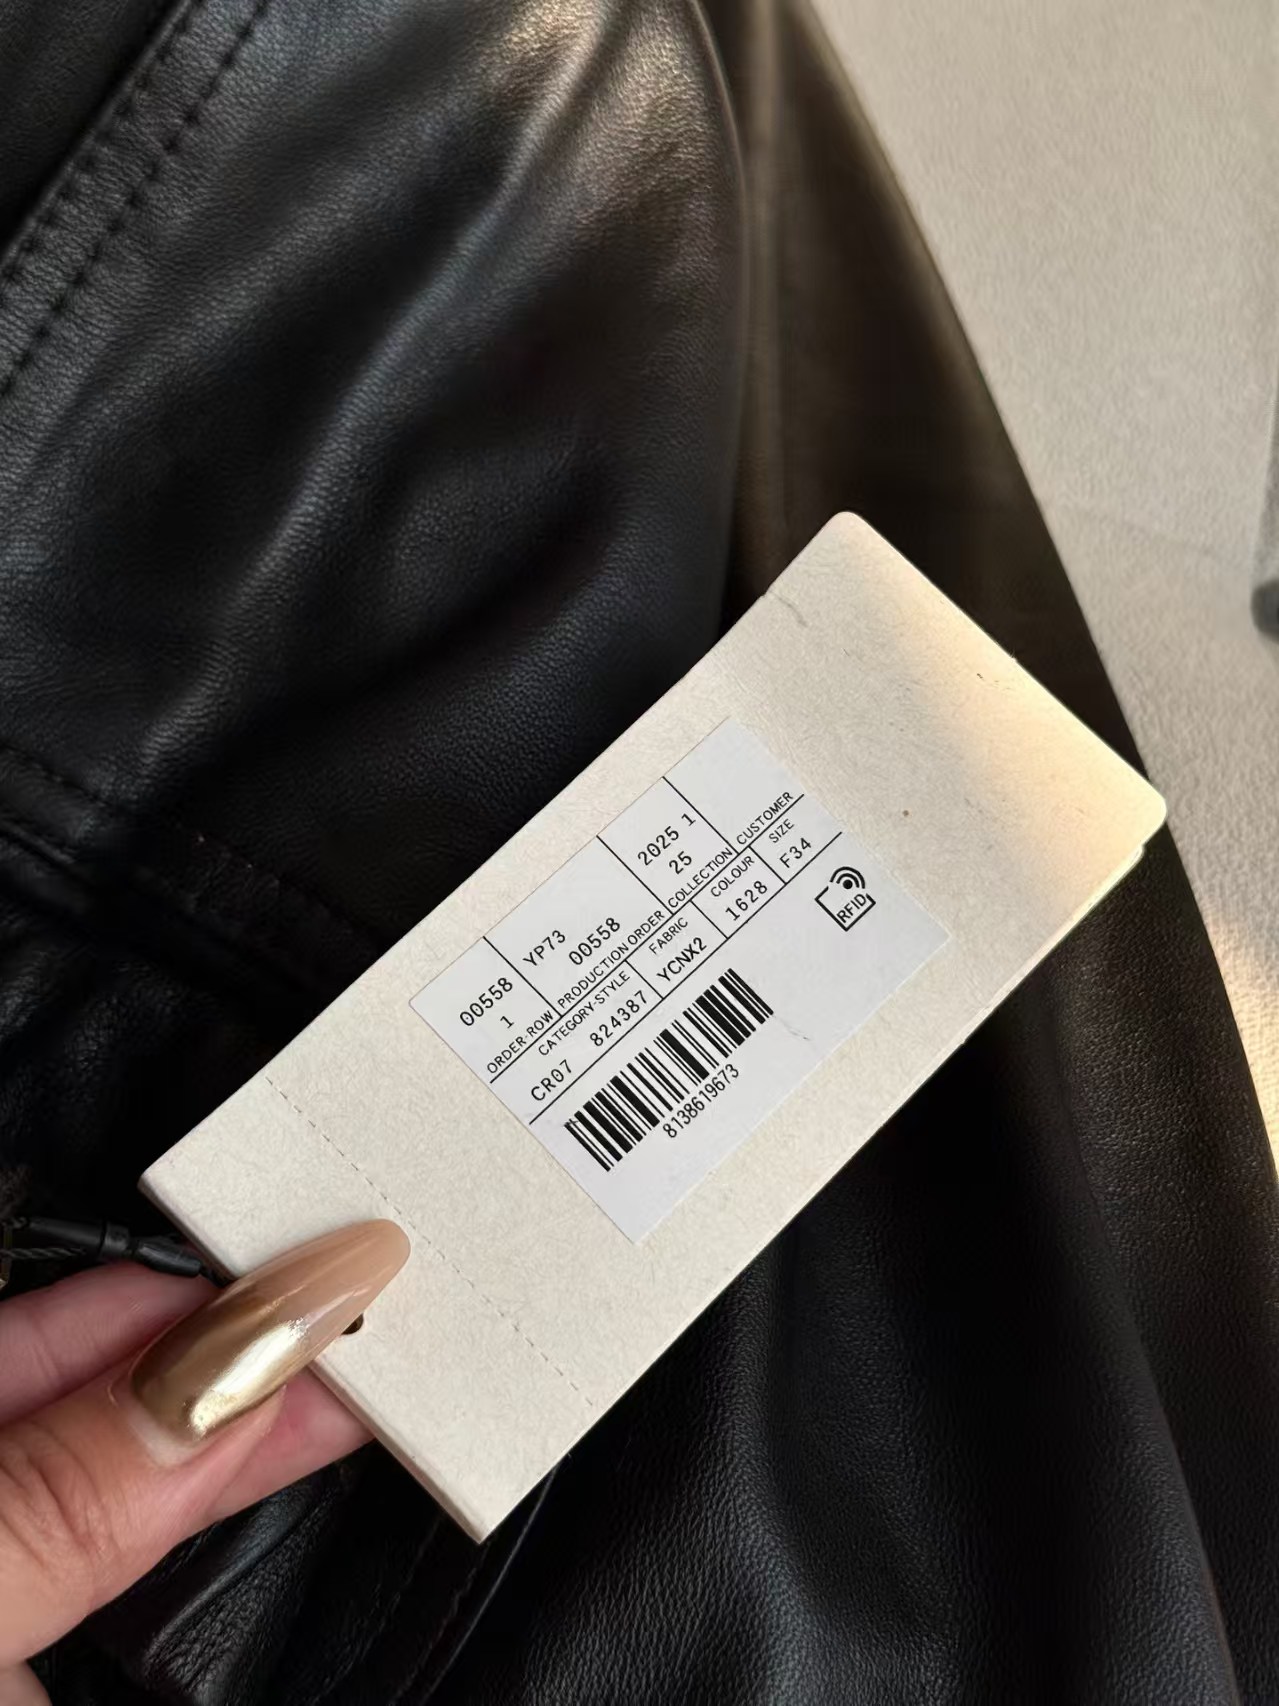 00558
1
ORDER-ROW
YP73
00558
PRODUCTION ORDER
2025 1
25
COLLECTION
CUSTOMER
CATEGORY-STYLE
CR07 824387
FABRIC
YCNX2
COLOUR
1628
SIZE
F34
RFID
8138619673